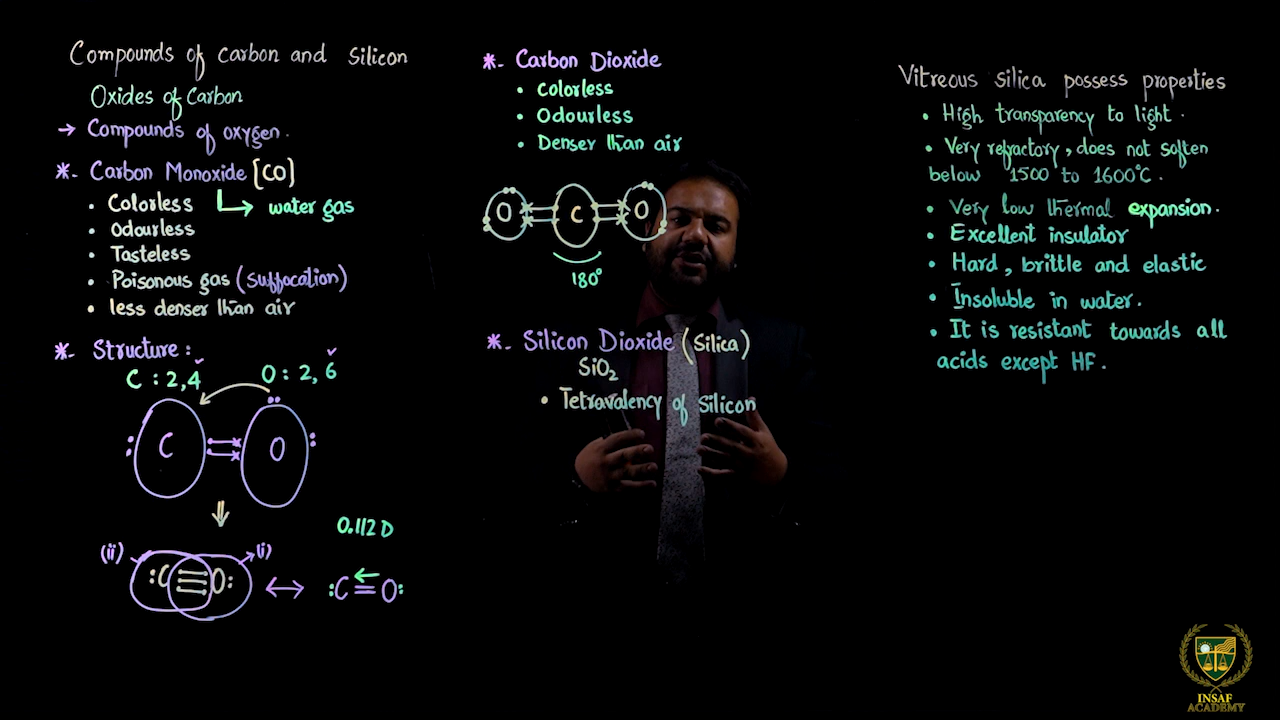 Compounds of Carbon and Silicon
Oxides of Carbon
→ Compounds of oxygen.
*- Carbon Monoxide [CO]
• Colorless
water gas
• Odourless
• Tasteless
• Poisonous gas (suffocation)
• less denser than air
*- Structure:
C : 2,4
O : 2, 6
C
O
0.112 D
(ii)
(i)
:C≡O: ↔ :C=O:
*- Carbon Dioxide
• Colorless
• Odourless
• Denser than air
O C O
180°
*- Silicon Dioxide (Silica)
SiO2
• Tetravalency of Silicon
Vitreous silica possess properties
• High transparency to light.
• Very refractory, does not soften
below 1500 to 1600°C.
• Very low thermal expansion.
• Excellent insulator
• Hard, brittle and elastic
• Insoluble in water.
• It is resistant towards all
acids except HF.
INSAF
ACADEMY